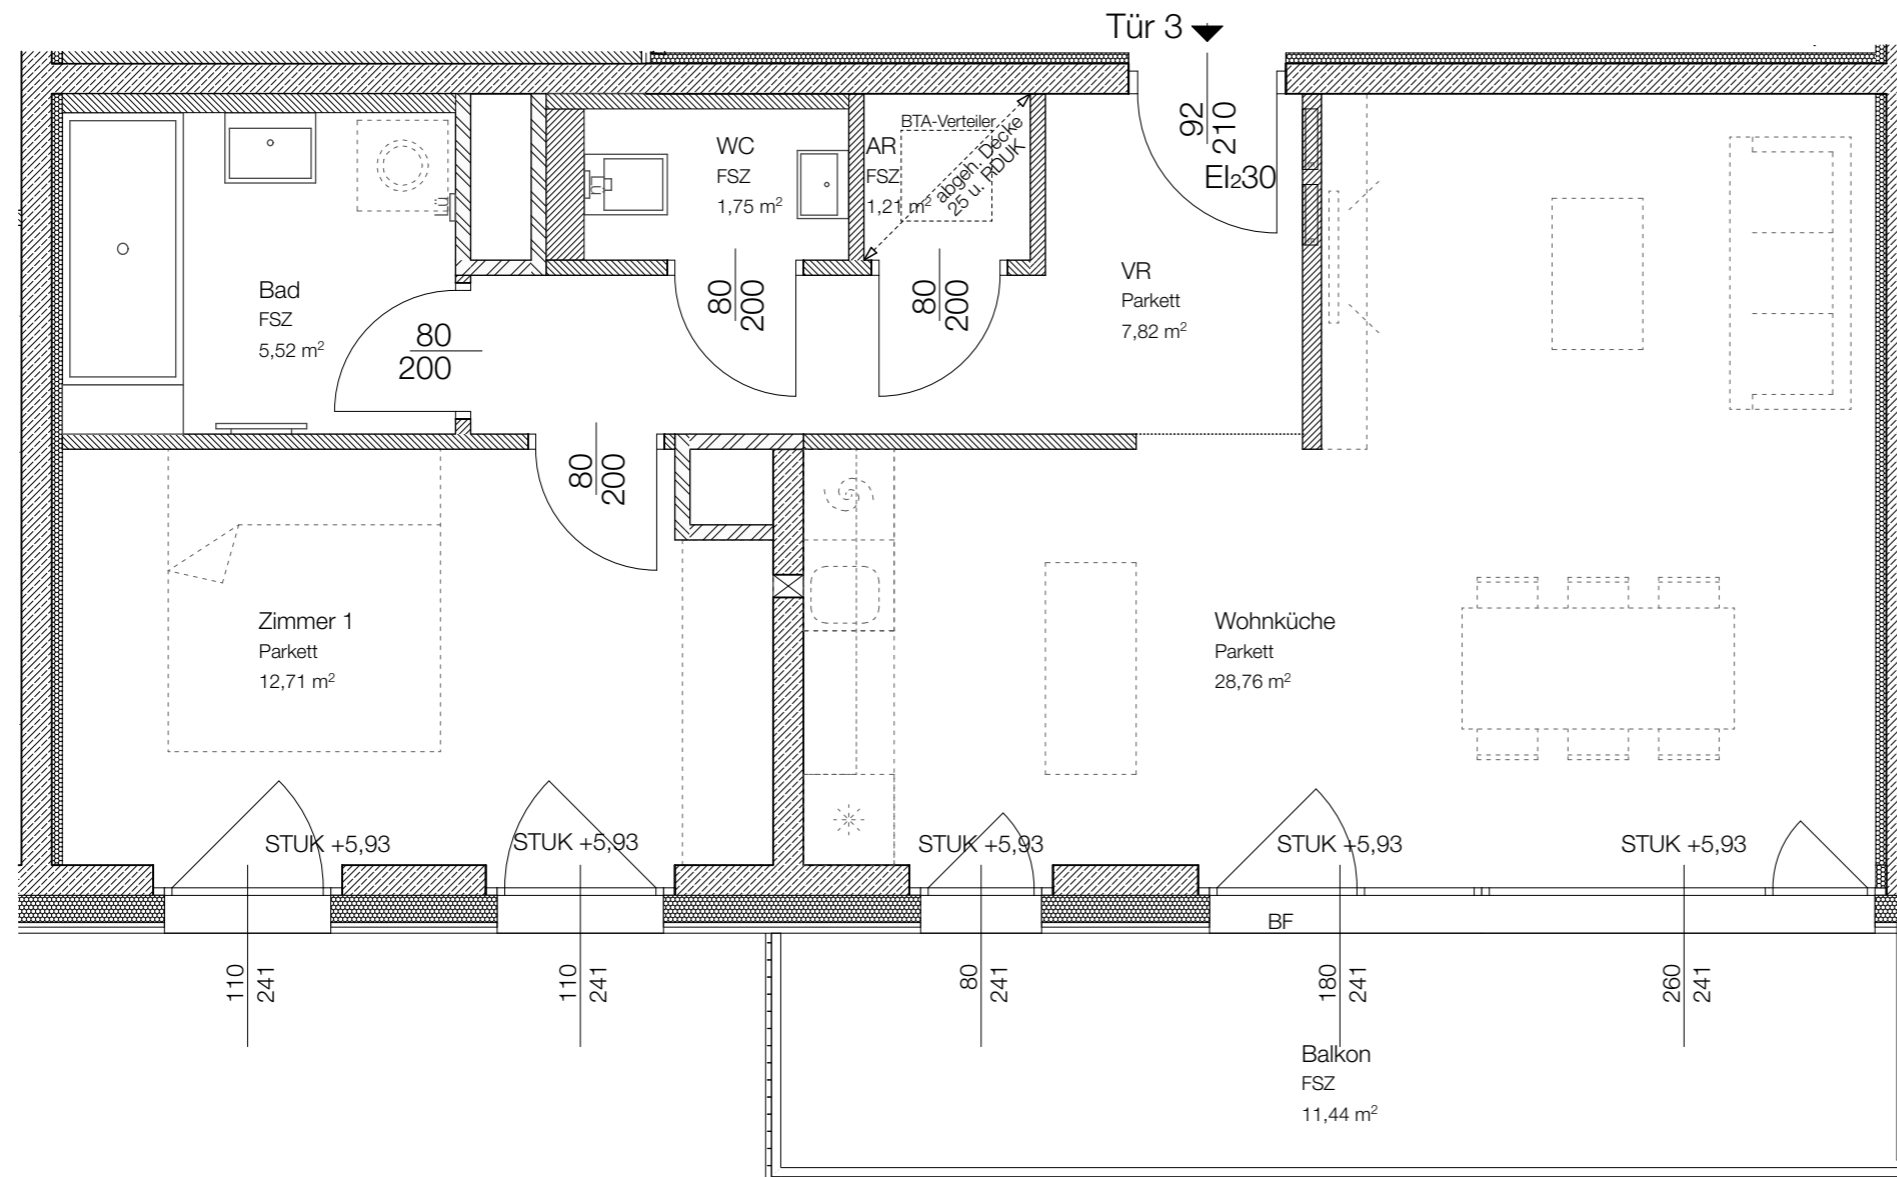 Tür 3
92
210
EI₂30
BTA-Verteiler
abgeh. Decke
25 u. RDUK
WC
FSZ
1,75 m²
AR
FSZ
1,21 m²
VR
Parkett
7,82 m²
Bad
FSZ
5,52 m²
80
200
80
200
80
200
80
200
Zimmer 1
Parkett
12,71 m²
Wohnküche
Parkett
28,76 m²
STUK +5,93
STUK +5,93
STUK +5,93
STUK +5,93
STUK +5,93
BF
110
241
110
241
80
241
180
241
260
241
Balkon
FSZ
11,44 m²